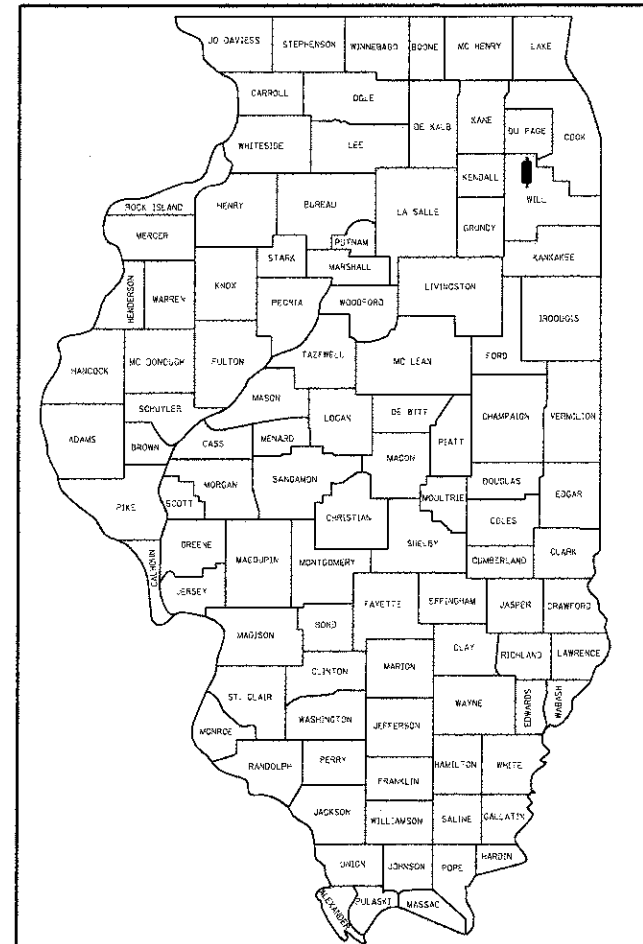 JO DAVIESS STEPHENSON WINNEBAGO BOONE MC HENRY LAKE
CARROLL OGLE DE KALB KANE DU PAGE COOK
WHITESIDE LEE KENDALL WILL
ROCK ISLAND HENRY BUREAU LA SALLE GRUNDY
MERCER STARK PUTNAM KANKAKEE
MARSHALL
HENDERSON WARREN KNOX PEORIA WOODFORD LIVINGSTON IROQUOIS
HANCOCK MC DONOUGH FULTON TAZEWELL MC LEAN FORD
MASON
SCHUYLER LOGAN DE WITT CHAMPAIGN VERMILION
ADAMS BROWN CASS MENARD MACON PIATT
MORGAN SANGAMON DOUGLAS
PIKE SCOTT CHRISTIAN MOULTRIE COLES EDGAR
GREENE MACOUPIN MONTGOMERY SHELBY CUMBERLAND CLARK
CALHOUN JERSEY FAYETTE EFFINGHAM JASPER CRAWFORD
MADISON BOND CLAY RICHLAND LAWRENCE
CLINTON MARION
ST. CLAIR WAYNE EDWARDS WABASH
MONROE WASHINGTON JEFFERSON
RANDOLPH PERRY HAMILTON WHITE
FRANKLIN
JACKSON WILLIAMSON SALINE GALLATIN
UNION JOHNSON POPE HARDIN
ALEXANDER PULASKI MASSAC